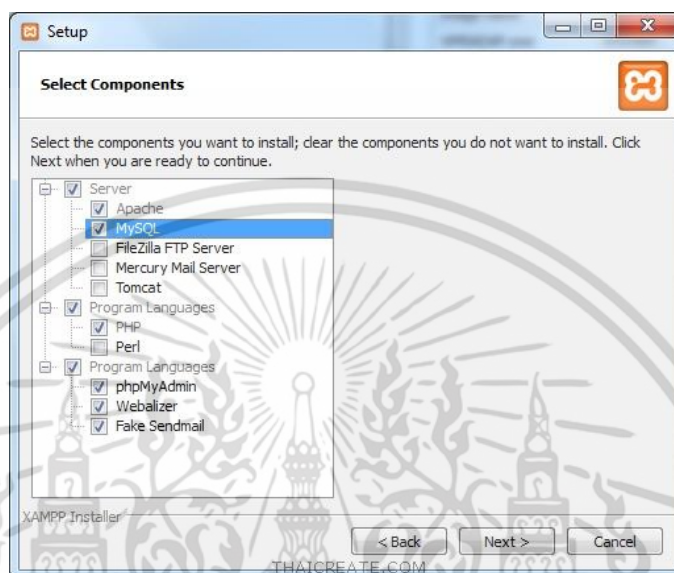 Setup
Select Components
Select the components you want to install; clear the components you do not want to install. Click
Next when you are ready to continue.
Server
Apache
MySQL
FileZilla FTP Server
Mercury Mail Server
Tomcat
Program Languages
PHP
Perl
Program Languages
phpMyAdmin
Webalizer
Fake Sendmail
XAMPP Installer
< Back Next > Cancel
THAICREATE.COM